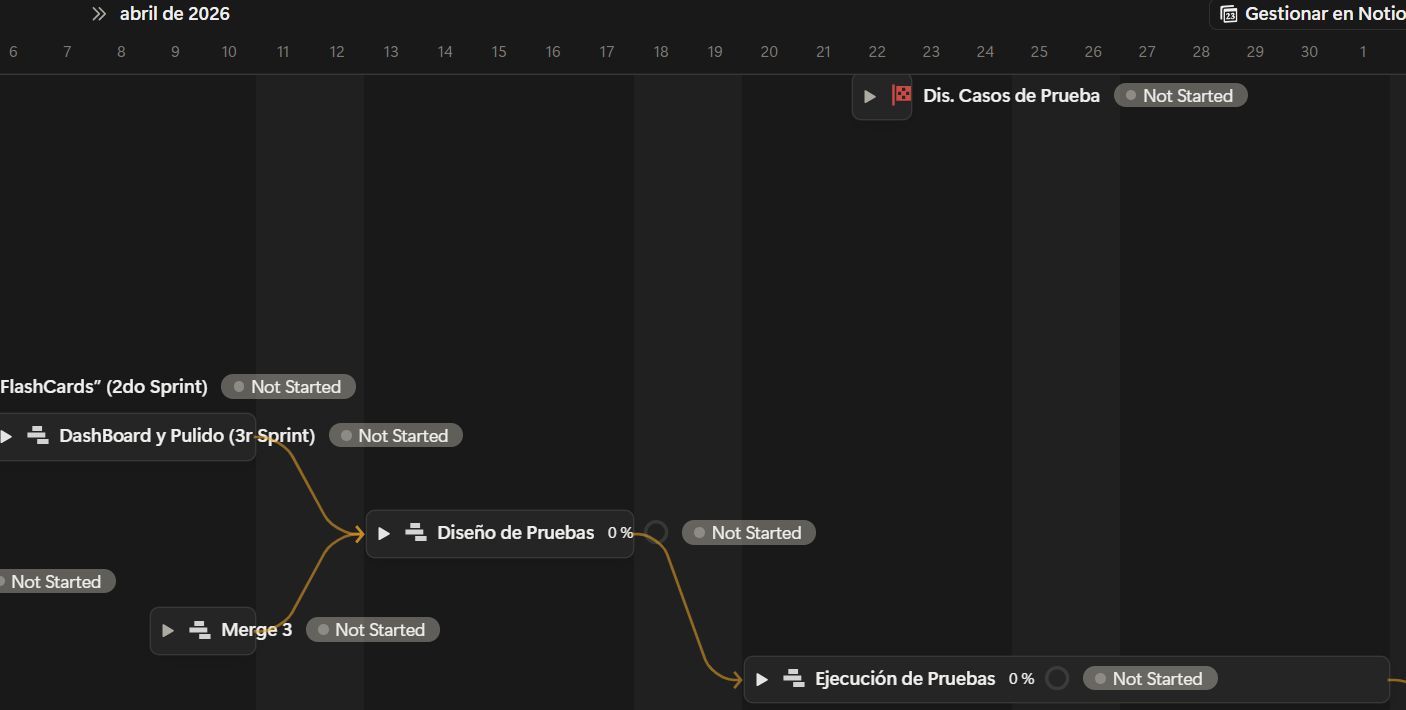 abril de 2026
Gestionar en Notio
6 7 8 9 10 11 12 13 14 15 16 17 18 19 20 21 22 23 24 25 26 27 28 29 30 1
Dis. Casos de Prueba Not Started
FlashCards” (2do Sprint) Not Started
DashBoard y Pulido (3r Sprint) Not Started
Diseño de Pruebas 0 % Not Started
Not Started
Merge 3 Not Started
Ejecución de Pruebas 0 % Not Started